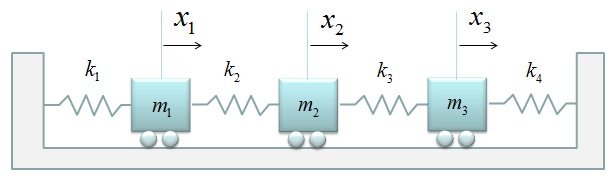 x₁ x₂ x₃
k₁ k₂ k₃ k₄
m₁ m₂ m₃